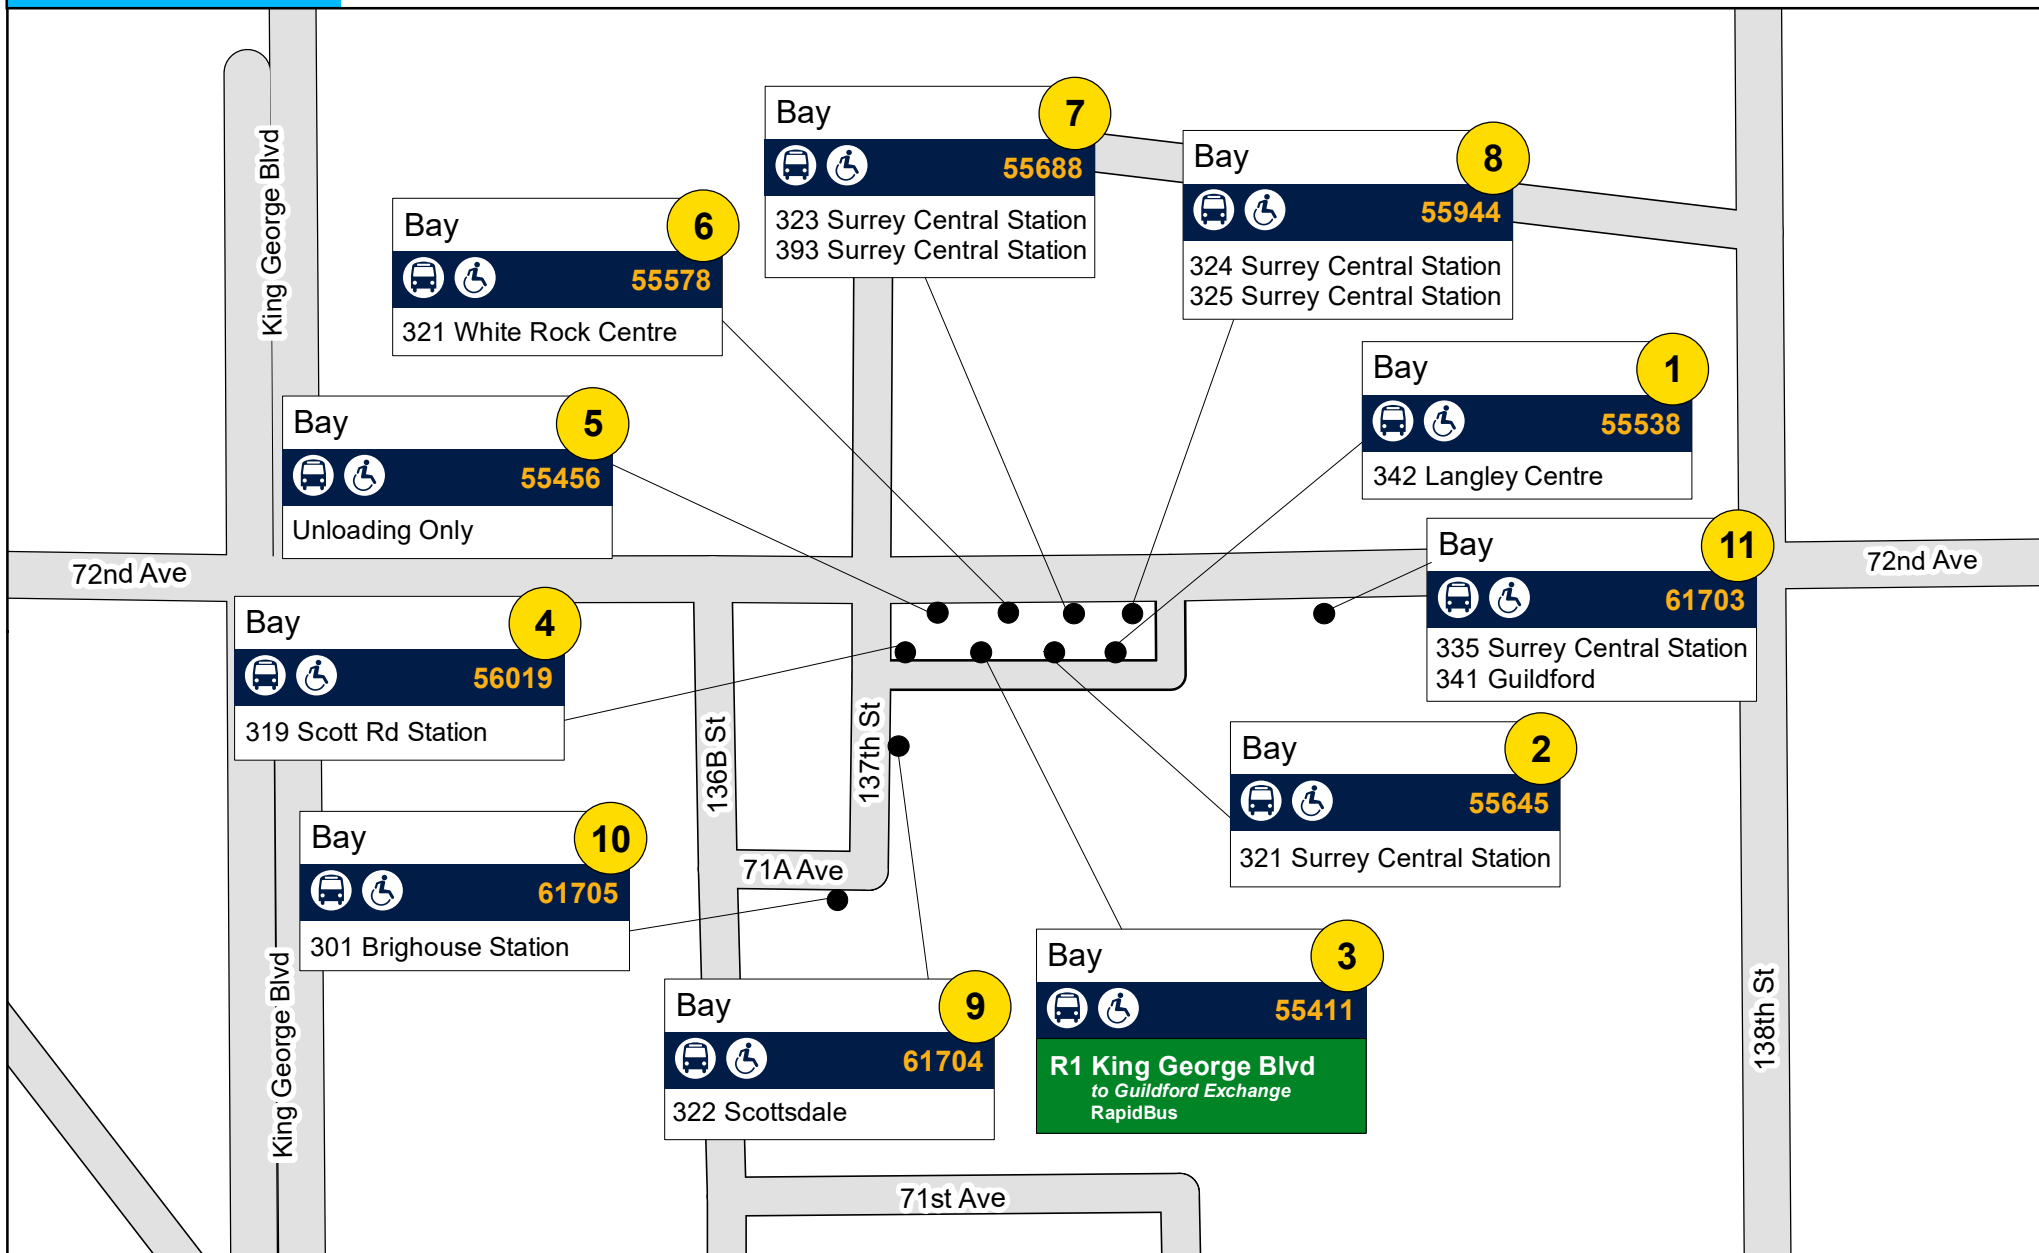 Bay 7
55688
323 Surrey Central Station
393 Surrey Central Station
Bay 8
55944
324 Surrey Central Station
325 Surrey Central Station
Bay 6
55578
321 White Rock Centre
King George Blvd
Bay 1
55538
342 Langley Centre
Bay 5
55456
Unloading Only
Bay 11
61703
335 Surrey Central Station
341 Guildford
72nd Ave
72nd Ave
Bay 4
56019
319 Scott Rd Station
136B St
137th St
Bay 2
55645
321 Surrey Central Station
Bay 10
61705
301 Brighouse Station
71A Ave
King George Blvd
Bay 9
61704
322 Scottsdale
Bay 3
55411
R1 King George Blvd
to Guildford Exchange
RapidBus
138th St
71st Ave